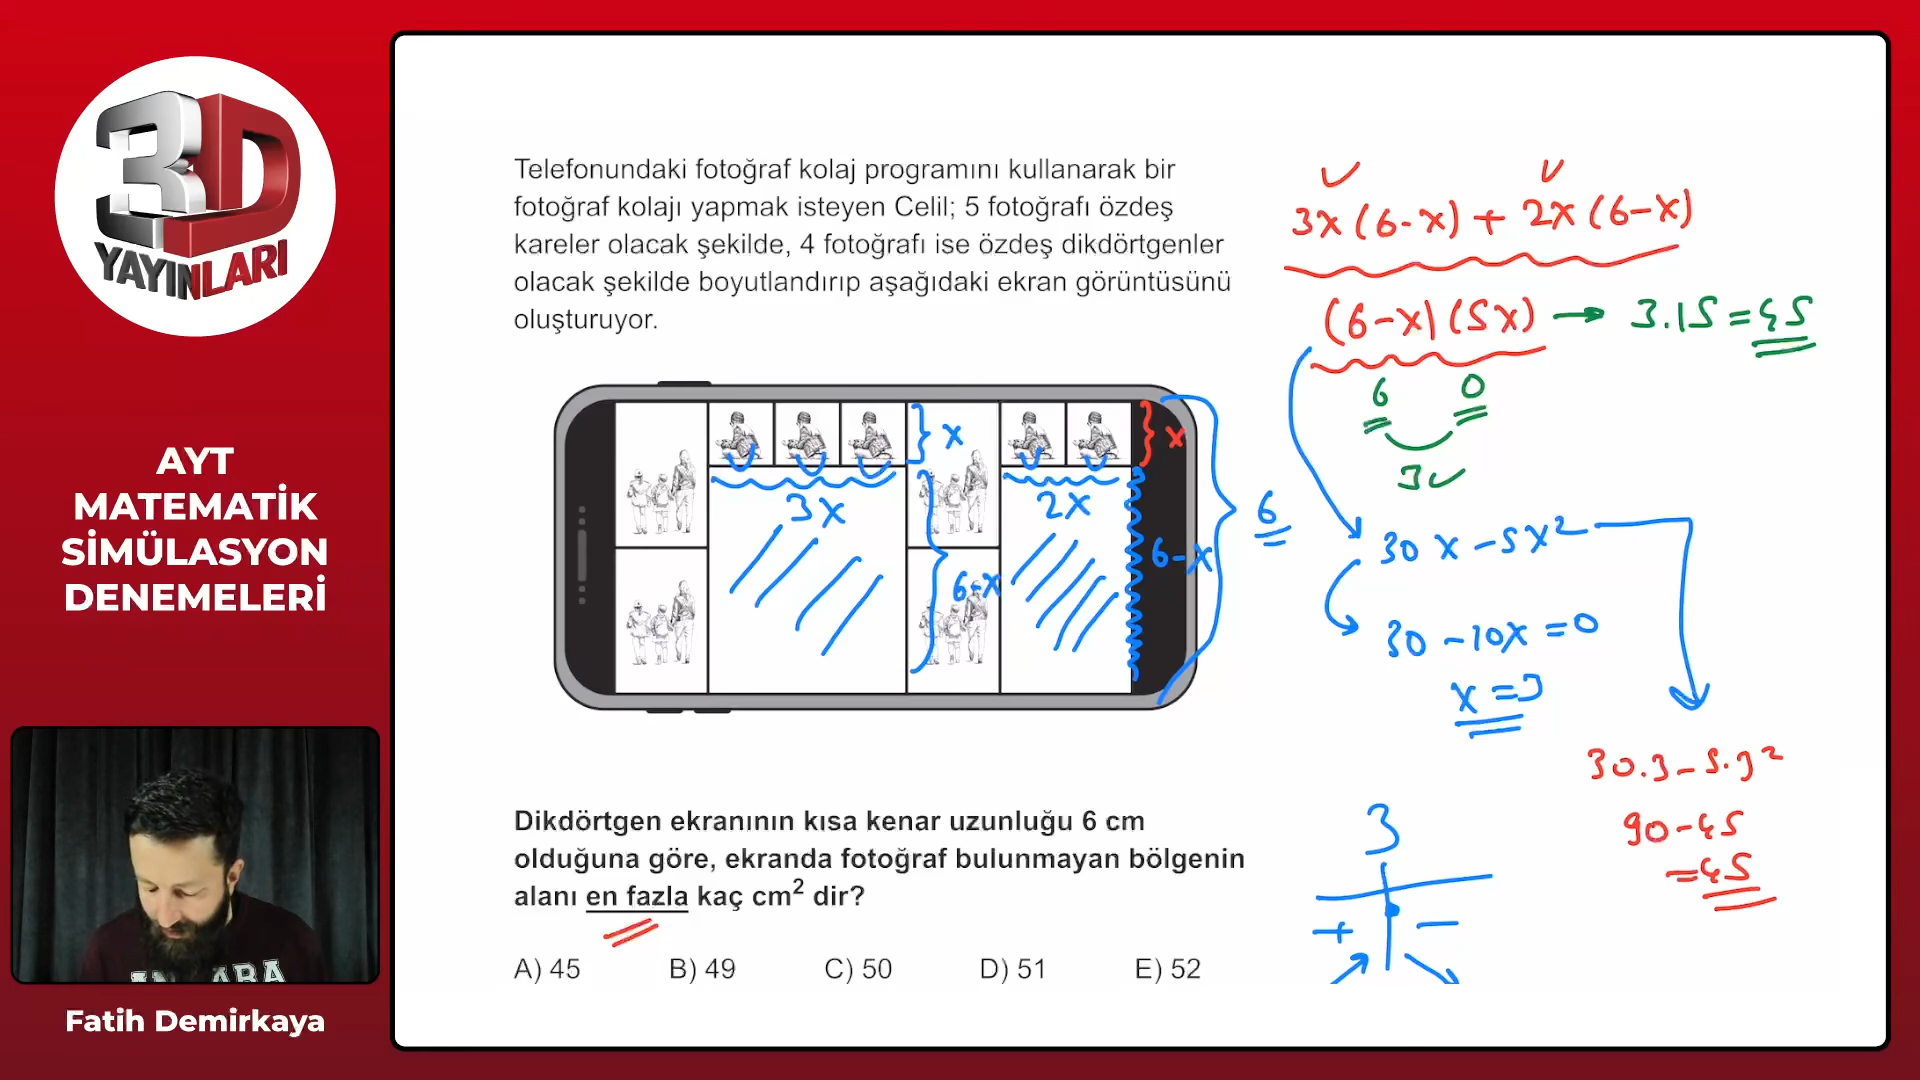 3D
YAYINLARI
AYT
MATEMATİK
SİMÜLASYON
DENEMELERİ
Fatih Demirkaya
Telefonundaki fotoğraf kolaj programını kullanarak bir
fotoğraf kolajı yapmak isteyen Celil; 5 fotoğrafı özdeş
kareler olacak şekilde, 4 fotoğrafı ise özdeş dikdörtgenler
olacak şekilde boyutlandırıp aşağıdaki ekran görüntüsünü
oluşturuyor.
x
x
3x
2x
6-x
6-x
6
Dikdörtgen ekranının kısa kenar uzunluğu 6 cm
olduğuna göre, ekranda fotoğraf bulunmayan bölgenin
alanı en fazla kaç cm² dir?
A) 45 B) 49 C) 50 D) 51 E) 52
3x(6-x)+2x(6-x)
(6-x)(5x) → 3.15=45
6 0
3
30x-5x²
30-10x=0
x=3
30.3-5.3²
90-45
=45
3
+ -